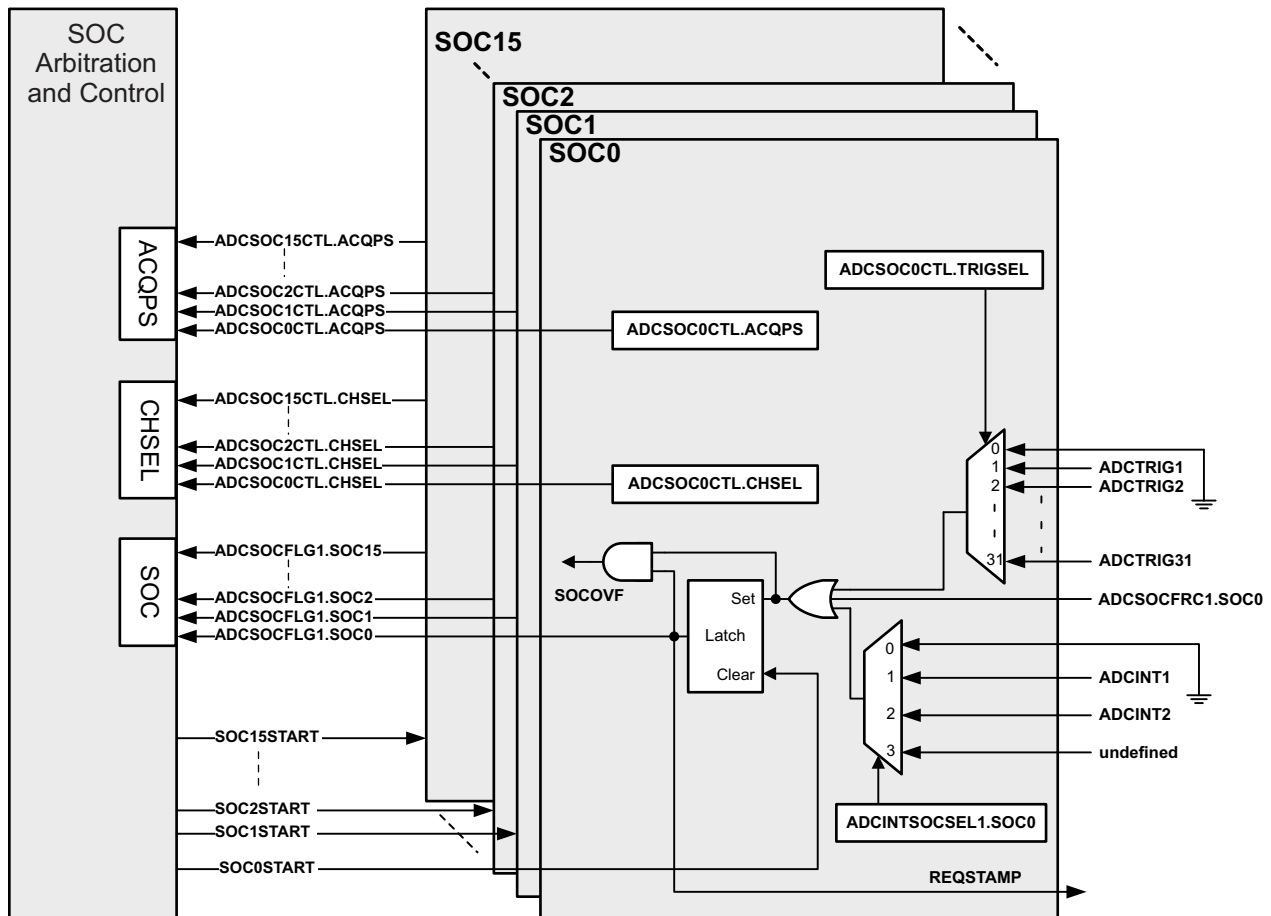 SOC
Arbitration
and Control
SOC15
SOC2
SOC1
SOC0
ACQPS
ADCSOC15CTL.ACQPS
ADCSOC2CTL.ACQPS
ADCSOC1CTL.ACQPS
ADCSOC0CTL.ACQPS
ADCSOC0CTL.ACQPS
ADCSOC0CTL.TRIGSEL
CHSEL
ADCSOC15CTL.CHSEL
ADCSOC2CTL.CHSEL
ADCSOC1CTL.CHSEL
ADCSOC0CTL.CHSEL
ADCSOC0CTL.CHSEL
0
1
2
31
ADCTRIG1
ADCTRIG2
ADCTRIG31
SOC
ADCSOCFLG1.SOC15
ADCSOCFLG1.SOC2
ADCSOCFLG1.SOC1
ADCSOCFLG1.SOC0
SOCOVF
Set
Latch
Clear
ADCSOCFRC1.SOC0
0
1
2
3
ADCINT1
ADCINT2
undefined
ADCINTSOCSEL1.SOC0
SOC15START
SOC2START
SOC1START
SOC0START
REQSTAMP